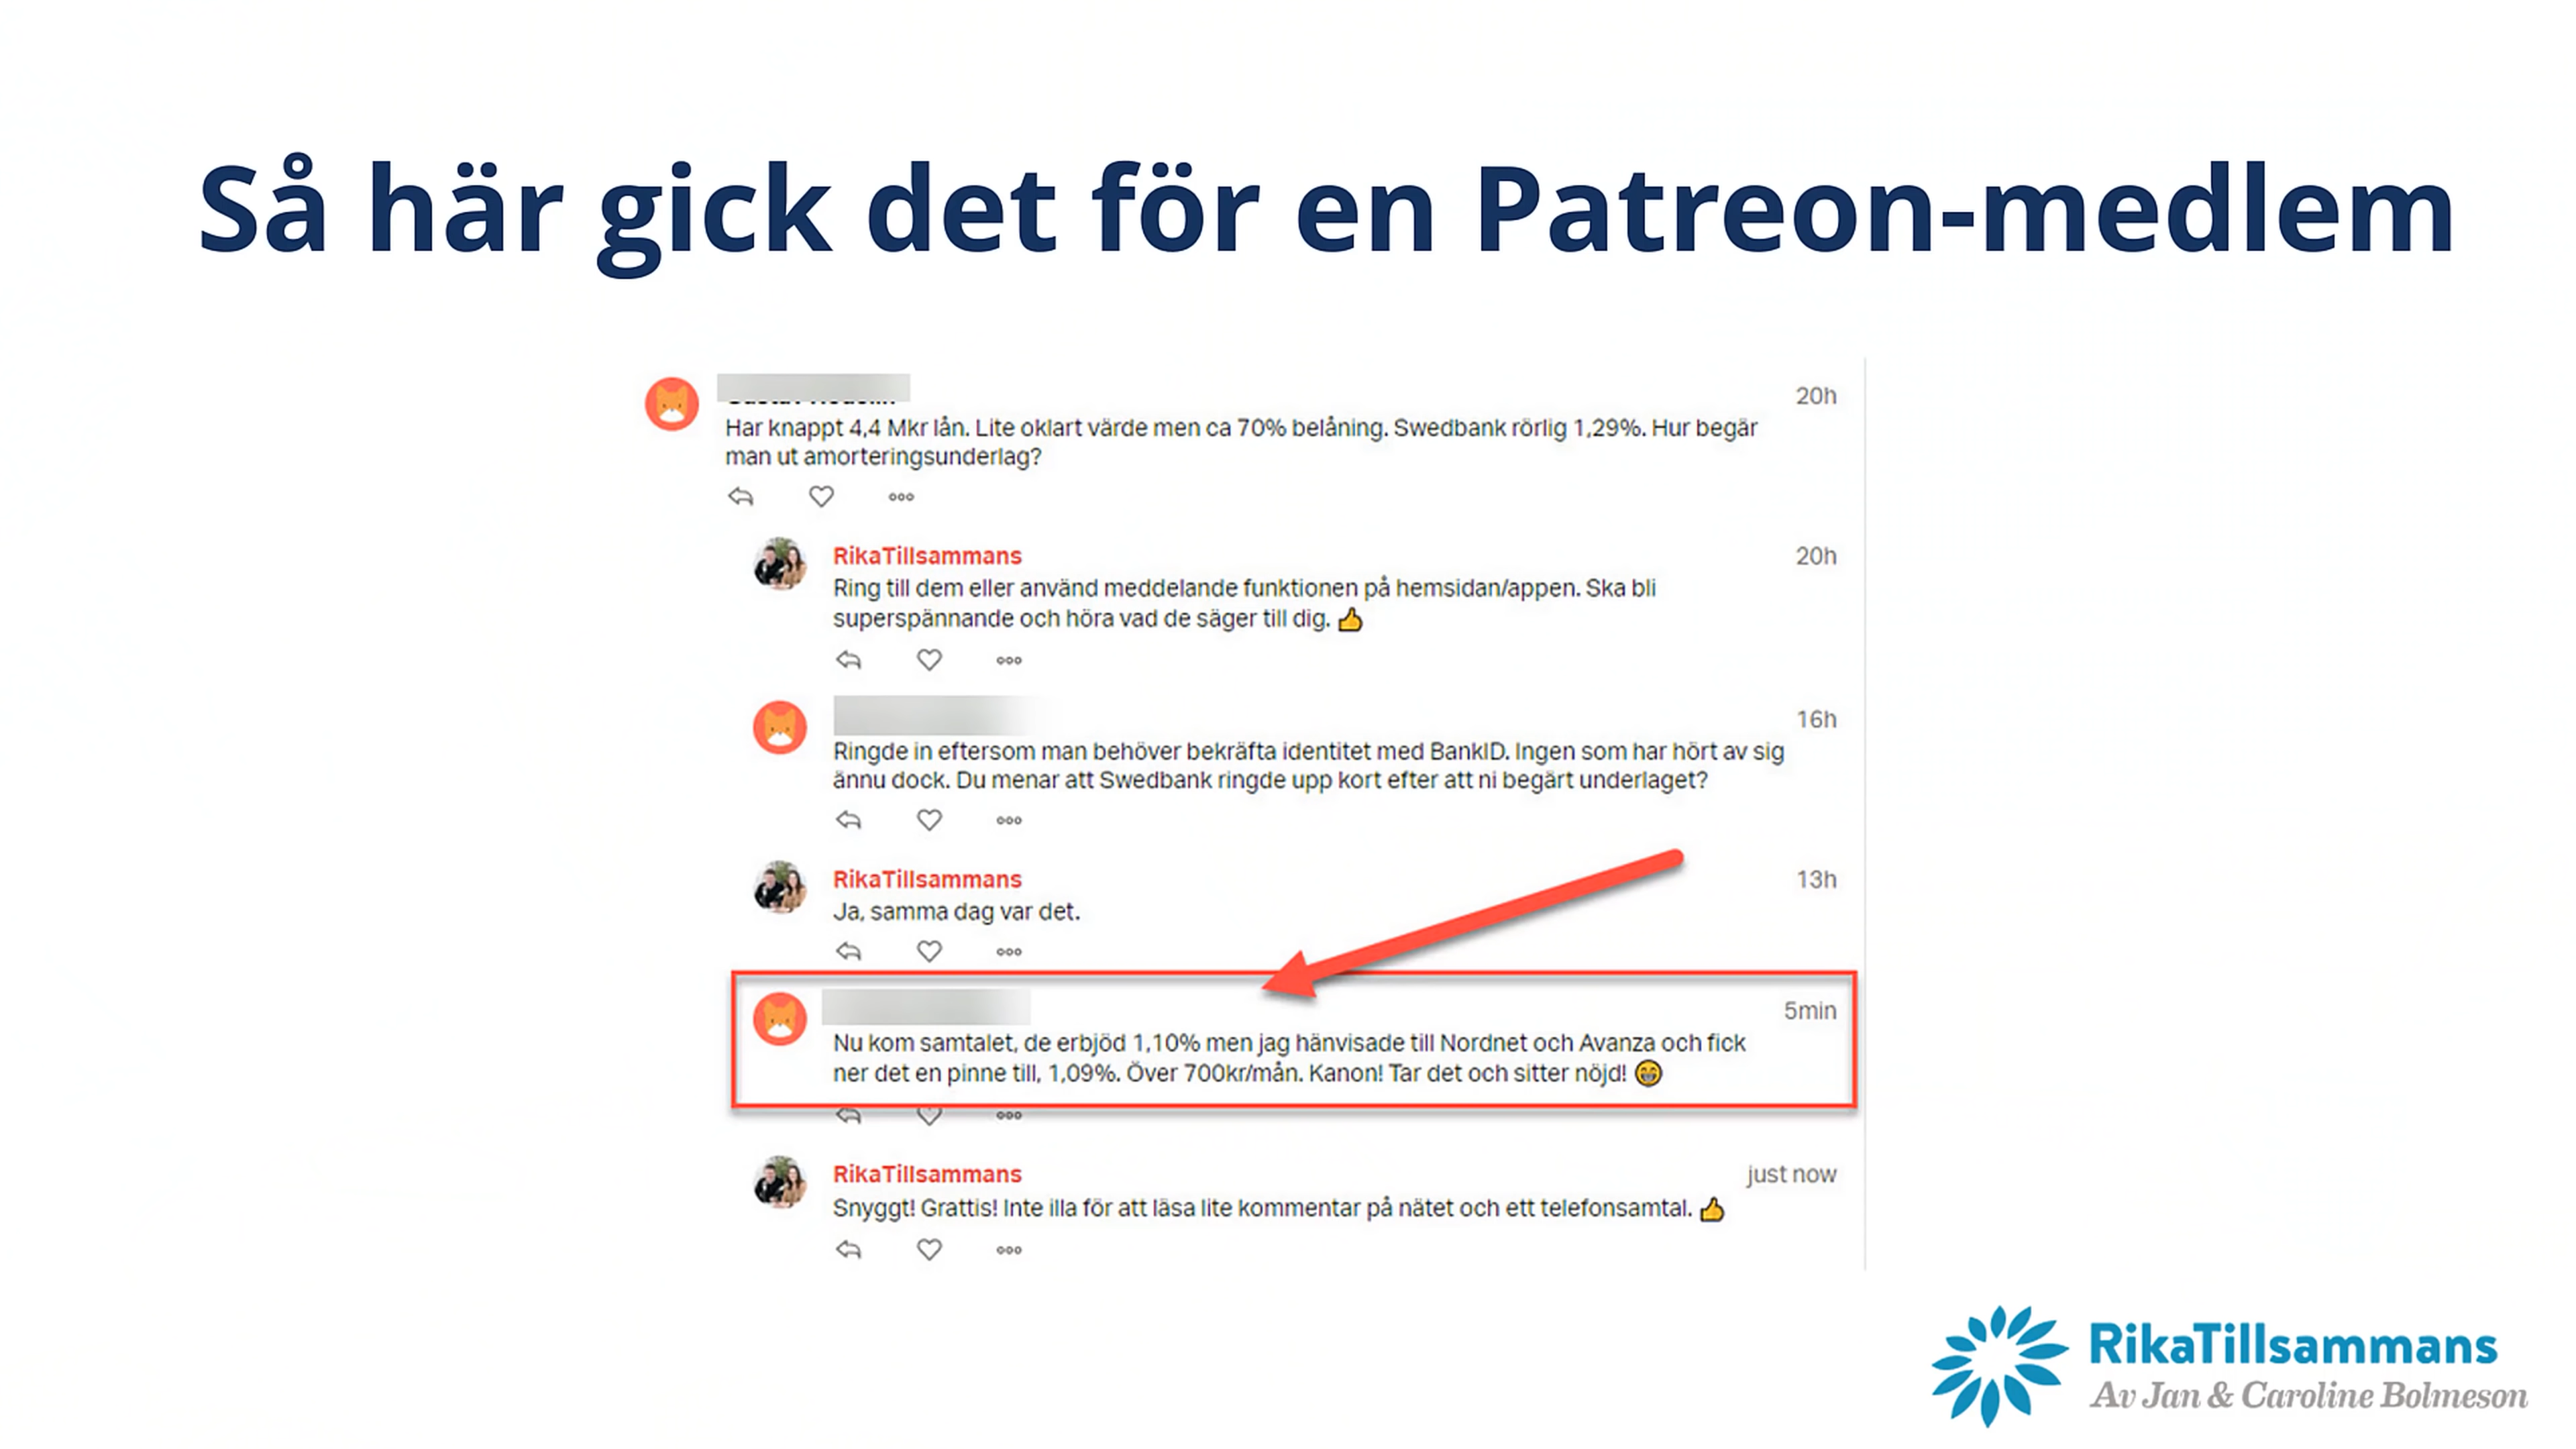 Så här gick det för en Patreon-medlem
20h
Har knappt 4,4 Mkr lån. Lite oklart värde men ca 70% belåning. Swedbank rörlig 1,29%. Hur begär
man ut amorteringsunderlag?
RikaTillsammans
20h
Ring till dem eller använd meddelande funktionen på hemsidan/appen. Ska bli
superspännande och höra vad de säger till dig. 👍
16h
Ringde in eftersom man behöver bekräfta identitet med BankID. Ingen som har hört av sig
ännu dock. Du menar att Swedbank ringde upp kort efter att ni begärt underlaget?
RikaTillsammans
13h
Ja, samma dag var det.
5min
Nu kom samtalet, de erbjöd 1,10% men jag hänvisade till Nordnet och Avanza och fick
ner det en pinne till, 1,09%. Över 700kr/mån. Kanon! Tar det och sitter nöjd! 😁
RikaTillsammans
just now
Snyggt! Grattis! Inte illa för att läsa lite kommentar på nätet och ett telefonsamtal. 👍
RikaTillsammans
Av Jan & Caroline Bolmeson